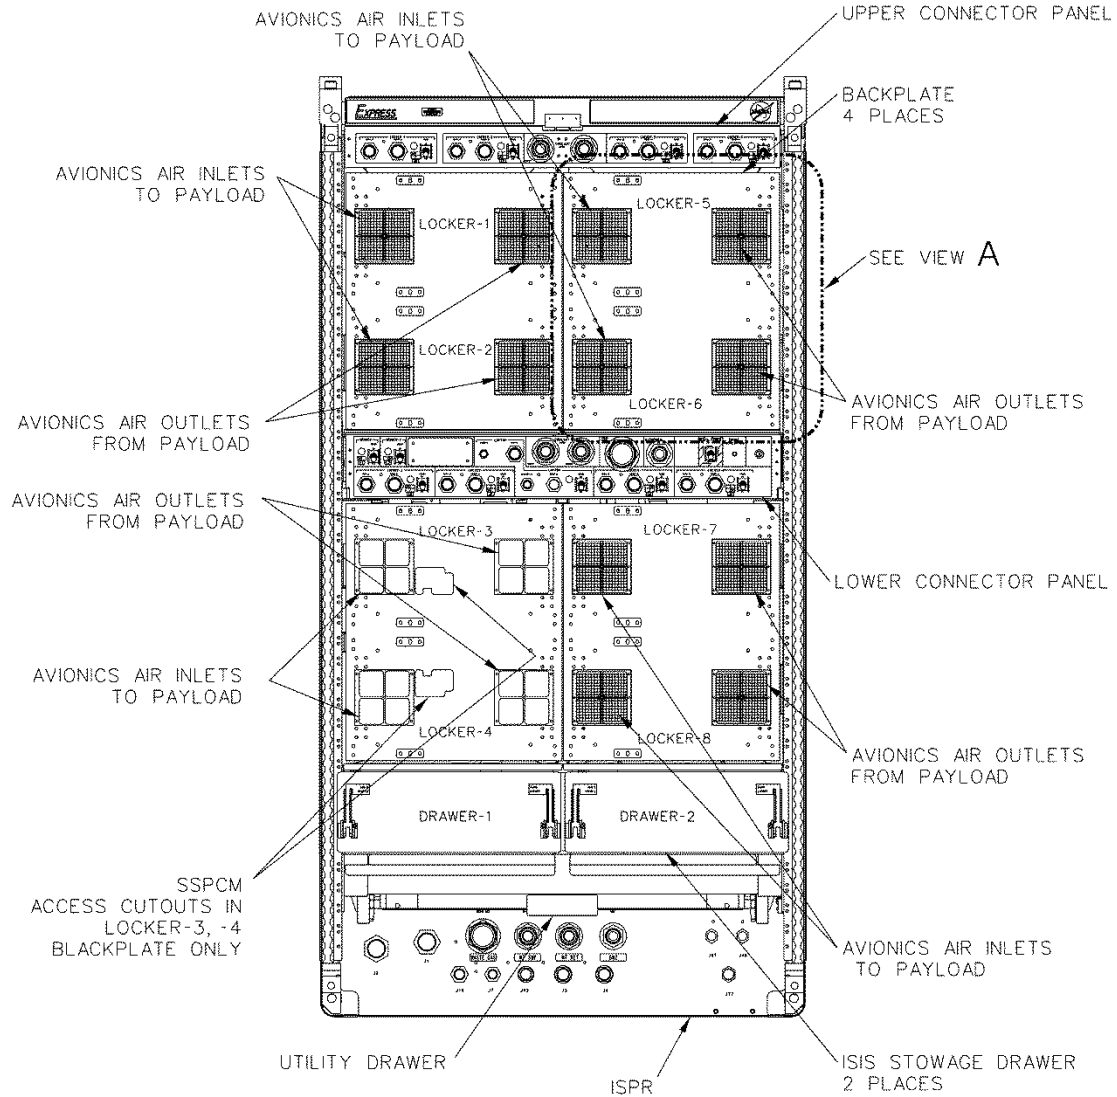 AVIONICS AIR INLETS
TO PAYLOAD
UPPER CONNECTOR PANEL
EXPRESS
BACKPLATE
4 PLACES
AVIONICS AIR INLETS
TO PAYLOAD
LOCKER-1
LOCKER-5
SEE VIEW A
LOCKER-2
LOCKER-6
AVIONICS AIR OUTLETS
FROM PAYLOAD
AVIONICS AIR OUTLETS
FROM PAYLOAD
AVIONICS AIR OUTLETS
FROM PAYLOAD
LOCKER-3
LOCKER-7
LOWER CONNECTOR PANEL
AVIONICS AIR INLETS
TO PAYLOAD
LOCKER-4
LOCKER-8
AVIONICS AIR OUTLETS
FROM PAYLOAD
DRAWER-1
DRAWER-2
SSPCM
ACCESS CUTOUTS IN
LOCKER-3, -4
BLACKPLATE ONLY
AVIONICS AIR INLETS
TO PAYLOAD
UTILITY DRAWER
ISPR
ISIS STOWAGE DRAWER
2 PLACES